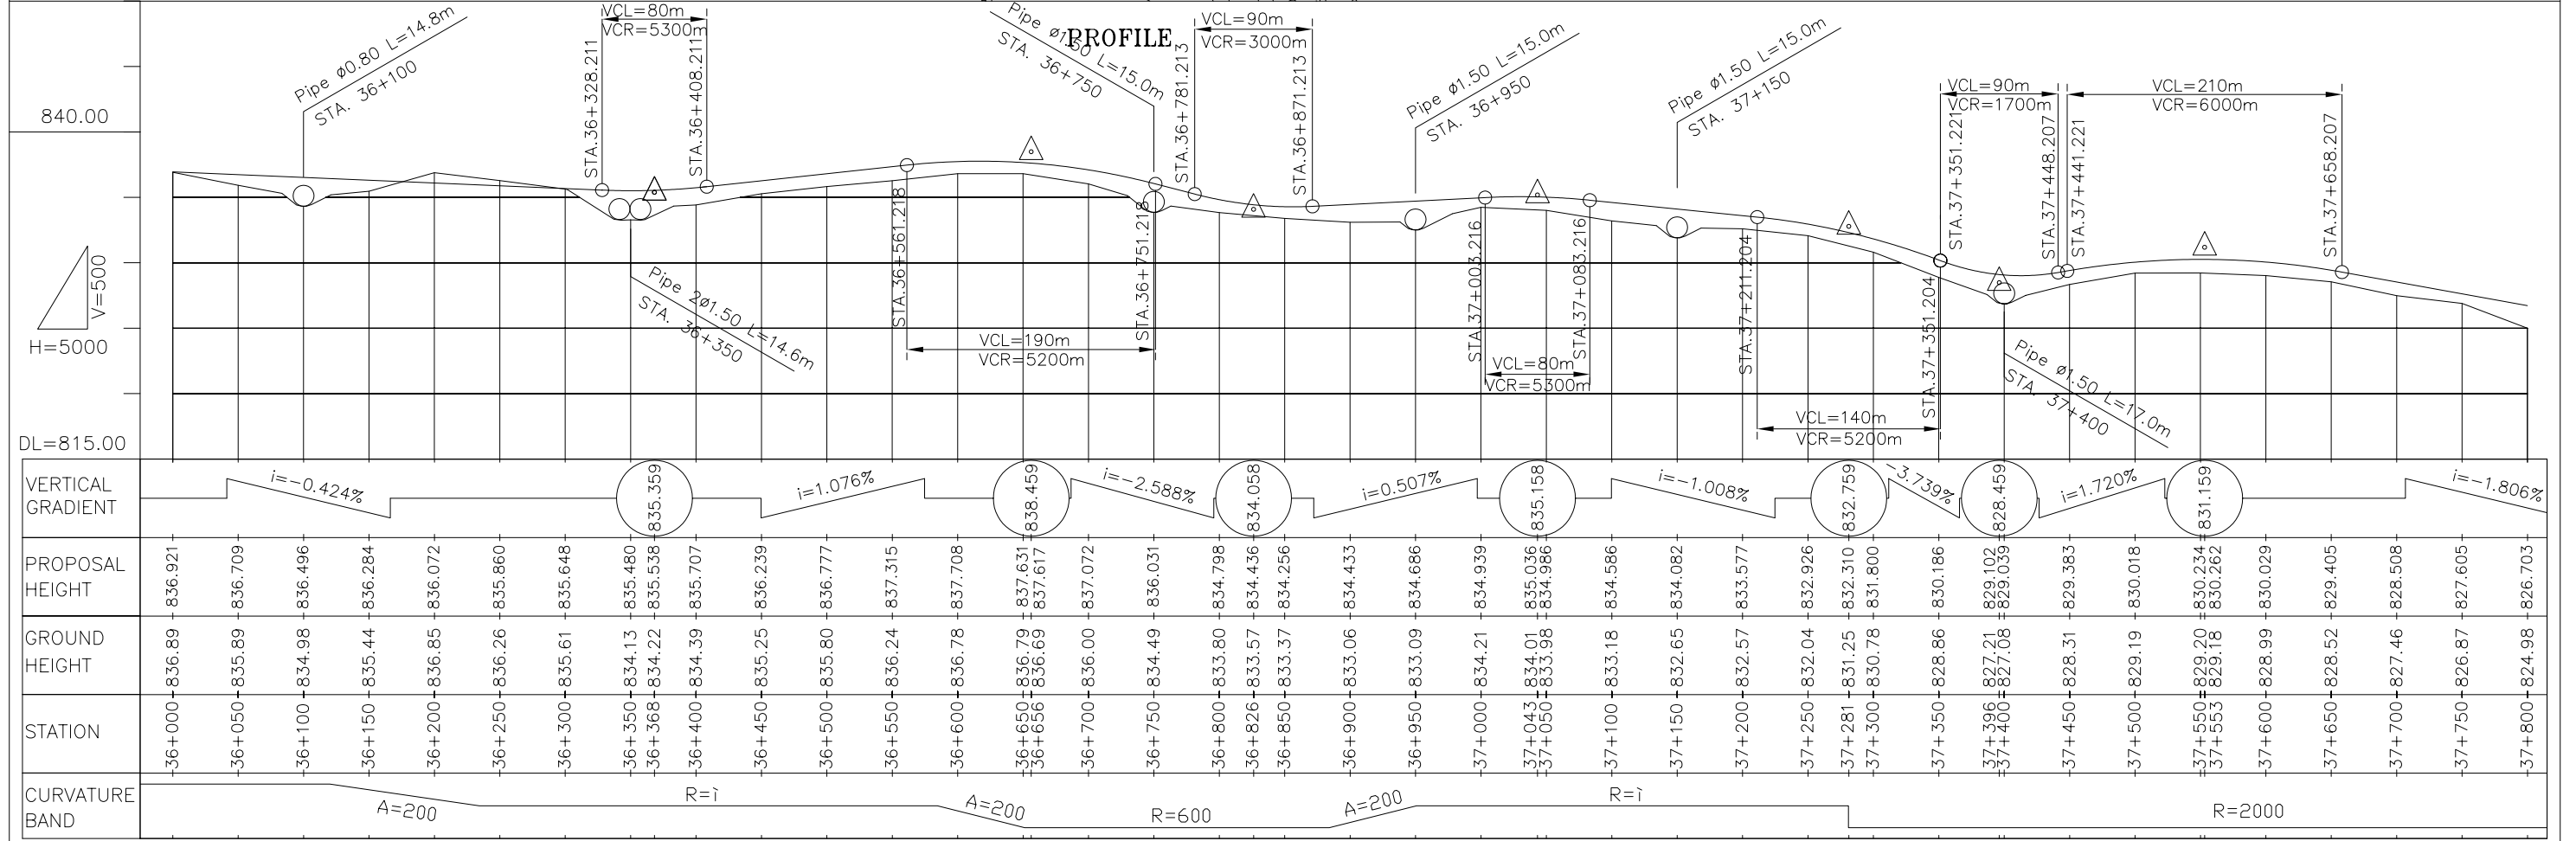 PROFILE
840.00
V=500
H=5000
DL=815.00
Pipe ø0.80 L=14.8m
STA. 36+100
VCL=80m
VCR=5300m
STA.36+328.211
STA.36+408.211
Pipe 2ø1.50 L=14.6m
STA. 36+350
STA.36+561.218
VCL=190m
VCR=5200m
STA.36+751.218
Pipe ø1.50 L=15.0m
STA. 36+750
VCL=90m
VCR=3000m
STA.36+781.213
STA.36+871.213
Pipe ø1.50 L=15.0m
STA. 36+950
STA.37+003.216
VCL=80m
VCR=5300m
STA.37+083.216
Pipe ø1.50 L=15.0m
STA. 37+150
STA.37+211.204
VCL=140m
VCR=5200m
STA.37+351.204
VCL=90m
VCR=1700m
STA.37+351.221
STA.37+448.207
STA.37+441.221
VCL=210m
VCR=6000m
STA.37+658.207
Pipe ø1.50 L=17.0m
STA. 37+400
VERTICAL
GRADIENT
i=-0.424%
835.359
i=1.076%
838.459
i=-2.588%
834.058
i=0.507%
835.158
i=-1.008%
832.759
-3.739%
828.459
i=1.720%
831.159
i=-1.806%
PROPOSAL
HEIGHT
836.921 836.709 836.496 836.284 836.072 835.860 835.648 835.480 835.538 835.707 836.239 836.777 837.315 837.708 837.631 837.617 837.072 836.031 834.798 834.436 834.256 834.433 834.686 834.939 835.036 834.986 834.586 834.082 833.577 832.926 832.310 831.800 830.186 829.102 829.039 829.383 830.018 830.234 830.262 830.029 829.405 828.508 827.605 826.703
GROUND
HEIGHT
836.89 835.89 834.98 835.44 836.85 836.26 835.61 834.13 834.22 834.39 835.25 835.80 836.24 836.78 836.79 836.69 836.00 834.49 833.80 833.57 833.37 833.06 833.09 834.21 834.01 833.98 833.18 832.65 832.57 832.04 831.25 830.78 828.86 827.21 827.08 828.31 829.19 829.20 829.18 828.99 828.52 827.46 826.87 824.98
STATION
36+000 36+050 36+100 36+150 36+200 36+250 36+300 36+350 36+368 36+400 36+450 36+500 36+550 36+600 36+650 36+656 36+700 36+750 36+800 36+826 36+850 36+900 36+950 37+000 37+043 37+050 37+100 37+150 37+200 37+250 37+281 37+300 37+350 37+396 37+400 37+450 37+500 37+550 37+553 37+600 37+650 37+700 37+750 37+800
CURVATURE
BAND
A=200
R=ì
A=200
R=600
A=200
R=ì
R=2000